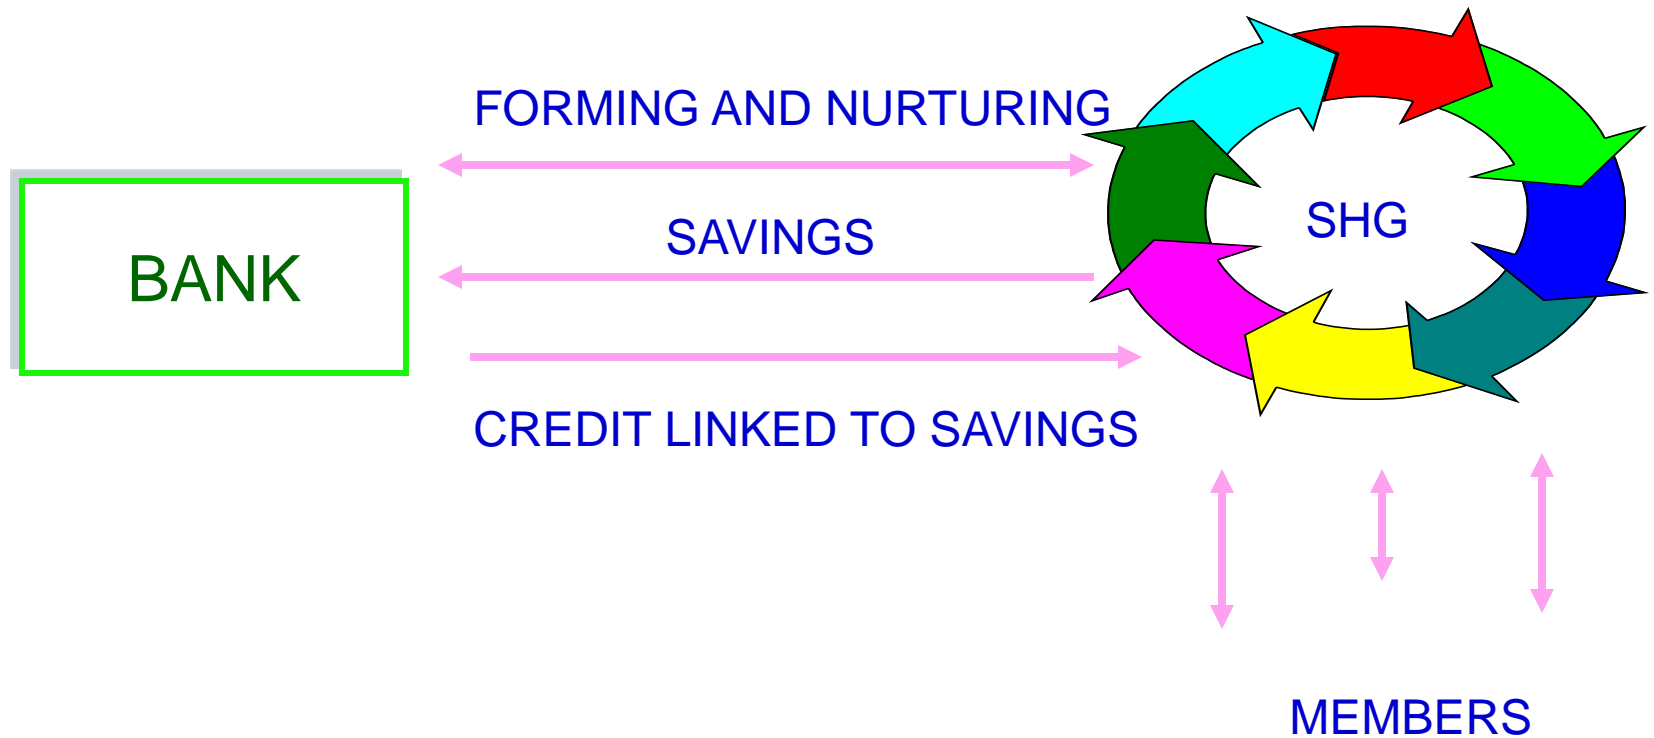 FORMING AND NURTURING
SAVINGS
SHG
BANK
CREDIT LINKED TO SAVINGS
MEMBERS